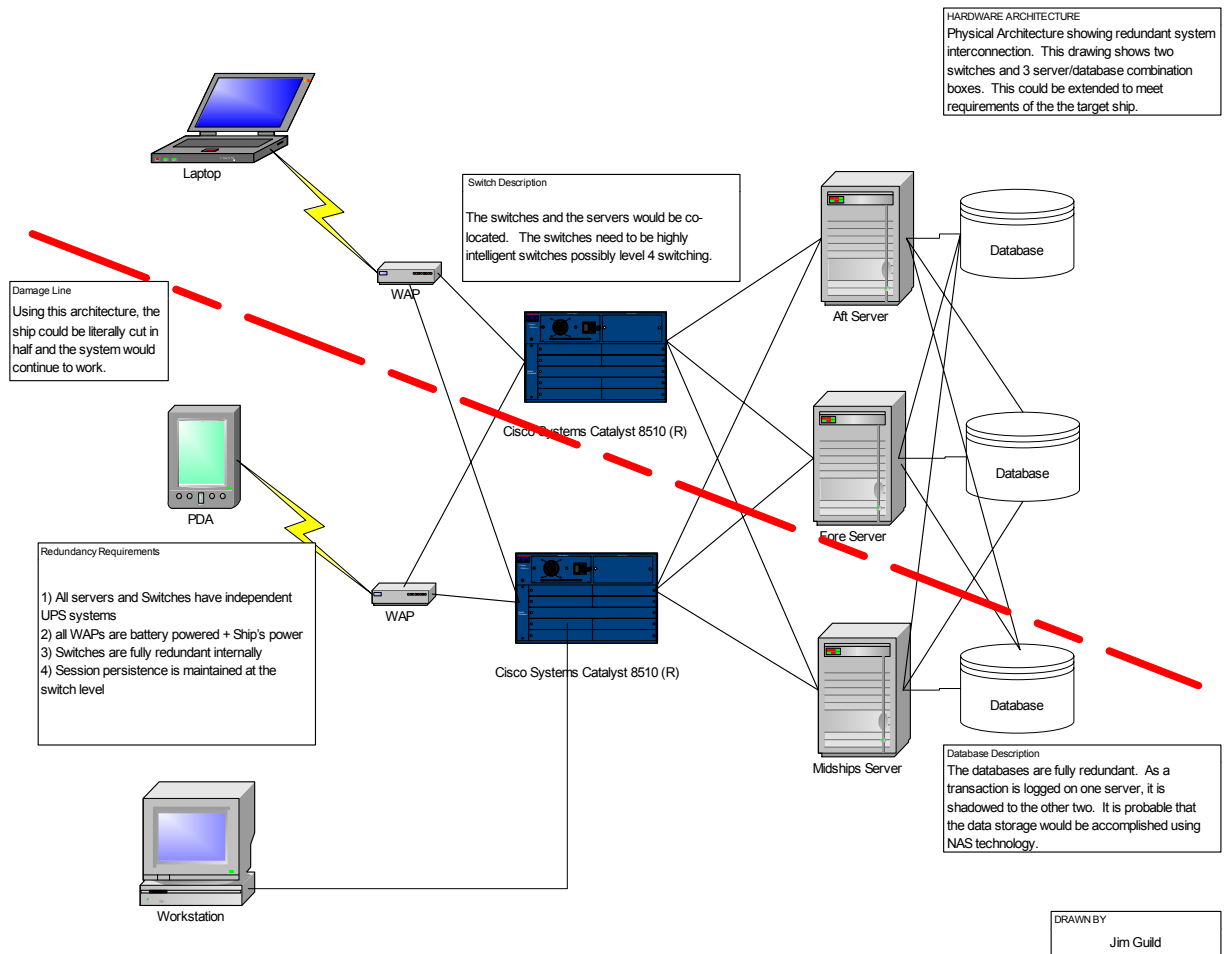 HARDWARE ARCHITECTURE
Physical Architecture showing redundant system
interconnection. This drawing shows two
switches and 3 server/database combination
boxes. This could be extended to meet
requirements of the the target ship.
Laptop
Switch Description
The switches and the servers would be co-
located. The switches need to be highly
intelligent switches possibly level 4 switching.
Database
WAP
Damage Line
Using this architecture, the
ship could be literally cut in
half and the system would
continue to work.
Aft Server
Cisco Systems Catalyst 8510 (R)
Database
PDA
Fore Server
Redundancy Requirements
1) All servers and Switches have independent
UPS systems
2) all WAPs are battery powered + Ship's power
3) Switches are fully redundant internally
4) Session persistence is maintained at the
switch level
WAP
Cisco Systems Catalyst 8510 (R)
Database
Midships Server
Database Description
The databases are fully redundant. As a
transaction is logged on one server, it is
shadowed to the other two. It is probable that
the data storage would be accomplished using
NAS technology.
Workstation
DRAWN BY
Jim Guild